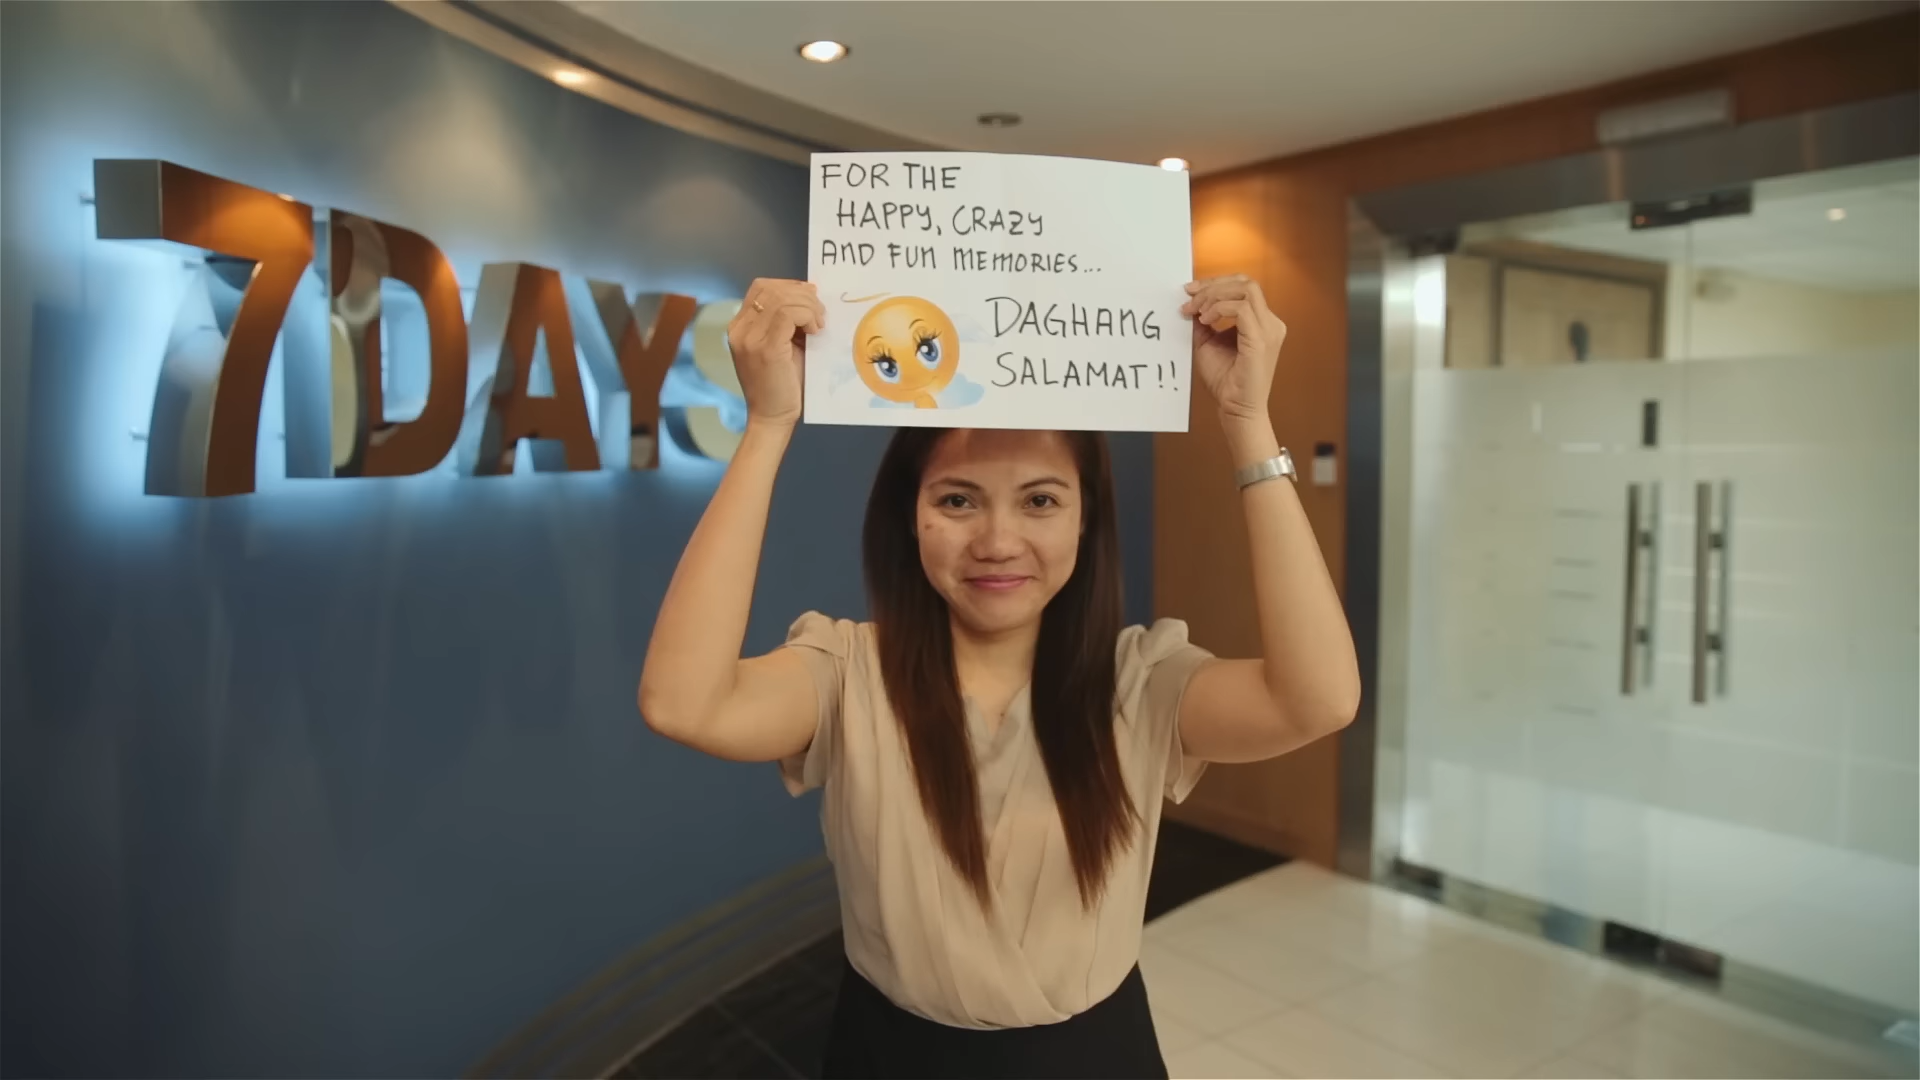 7DAYS
FOR THE
HAPPY, CRAZY
AND FUN MEMORIES...
DAGHANG
SALAMAT!!